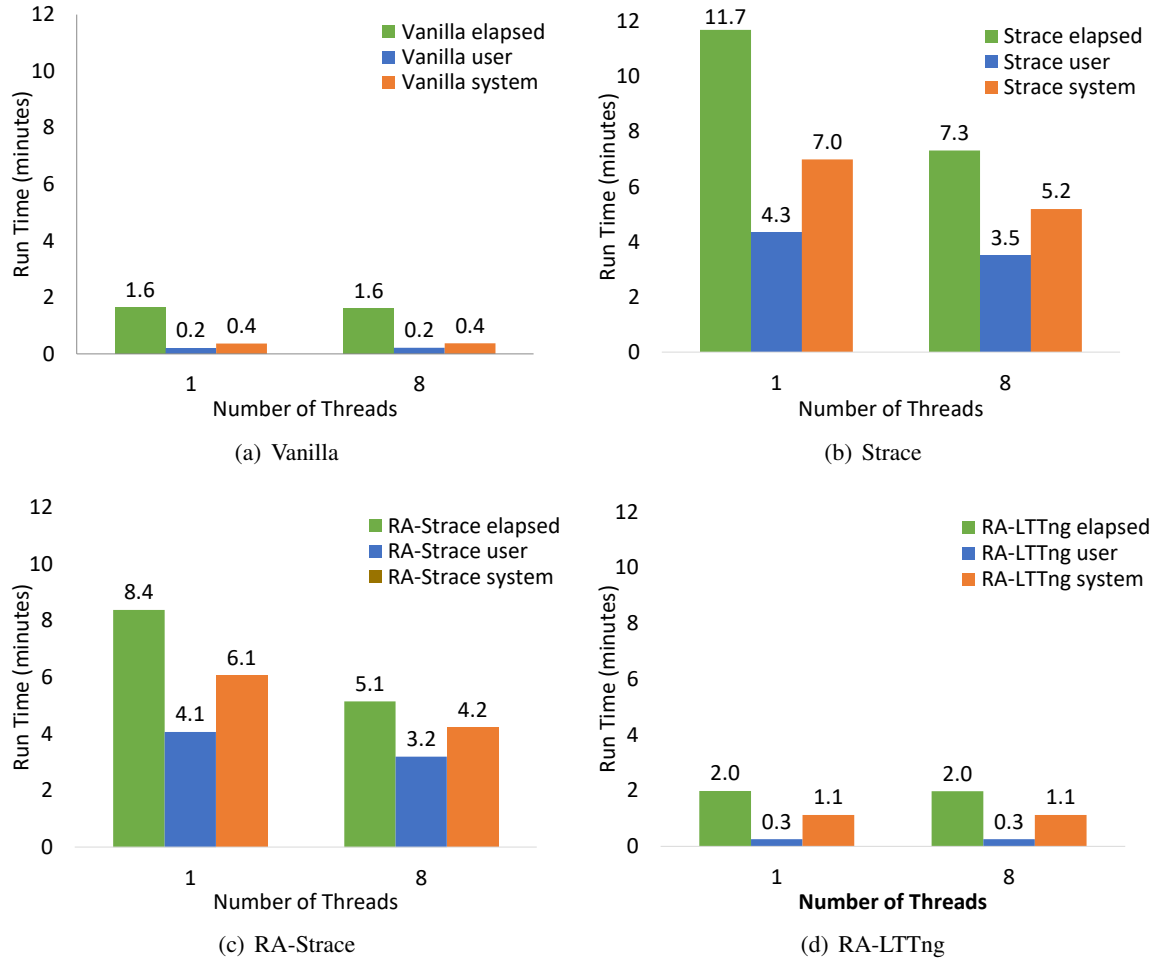 12
10
8
6
4
2
0
Run Time (minutes)
Vanilla elapsed
Vanilla user
Vanilla system
1.6
0.2
0.4
1.6
0.2
0.4
1
8
Number of Threads
(a) Vanilla
12
10
8
6
4
2
0
Run Time (minutes)
Strace elapsed
Strace user
Strace system
11.7
4.3
7.0
7.3
3.5
5.2
1
8
Number of Threads
(b) Strace
12
10
8
6
4
2
0
Run Time (minutes)
RA-Strace elapsed
RA-Strace user
RA-Strace system
8.4
4.1
6.1
5.1
3.2
4.2
1
8
Number of Threads
(c) RA-Strace
12
10
8
6
4
2
0
Run Time (minutes)
RA-LTTng elapsed
RA-LTTng user
RA-LTTng system
2.0
0.3
1.1
2.0
0.3
1.1
1
8
Number of Threads
(d) RA-LTTng